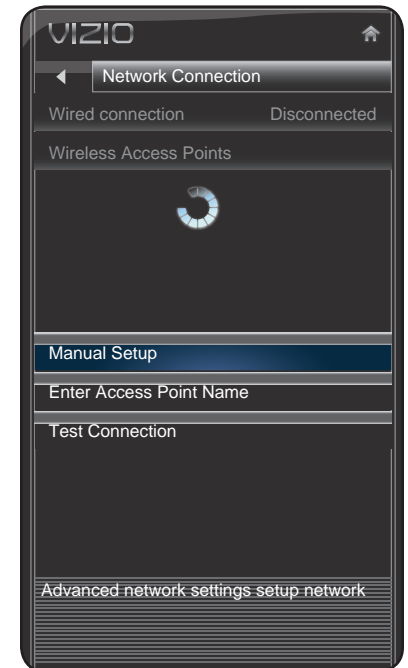 VIZIO
Network Connection
Wired connection Disconnected
Wireless Access Points
Manual Setup
Enter Access Point Name
Test Connection
Advanced network settings setup network